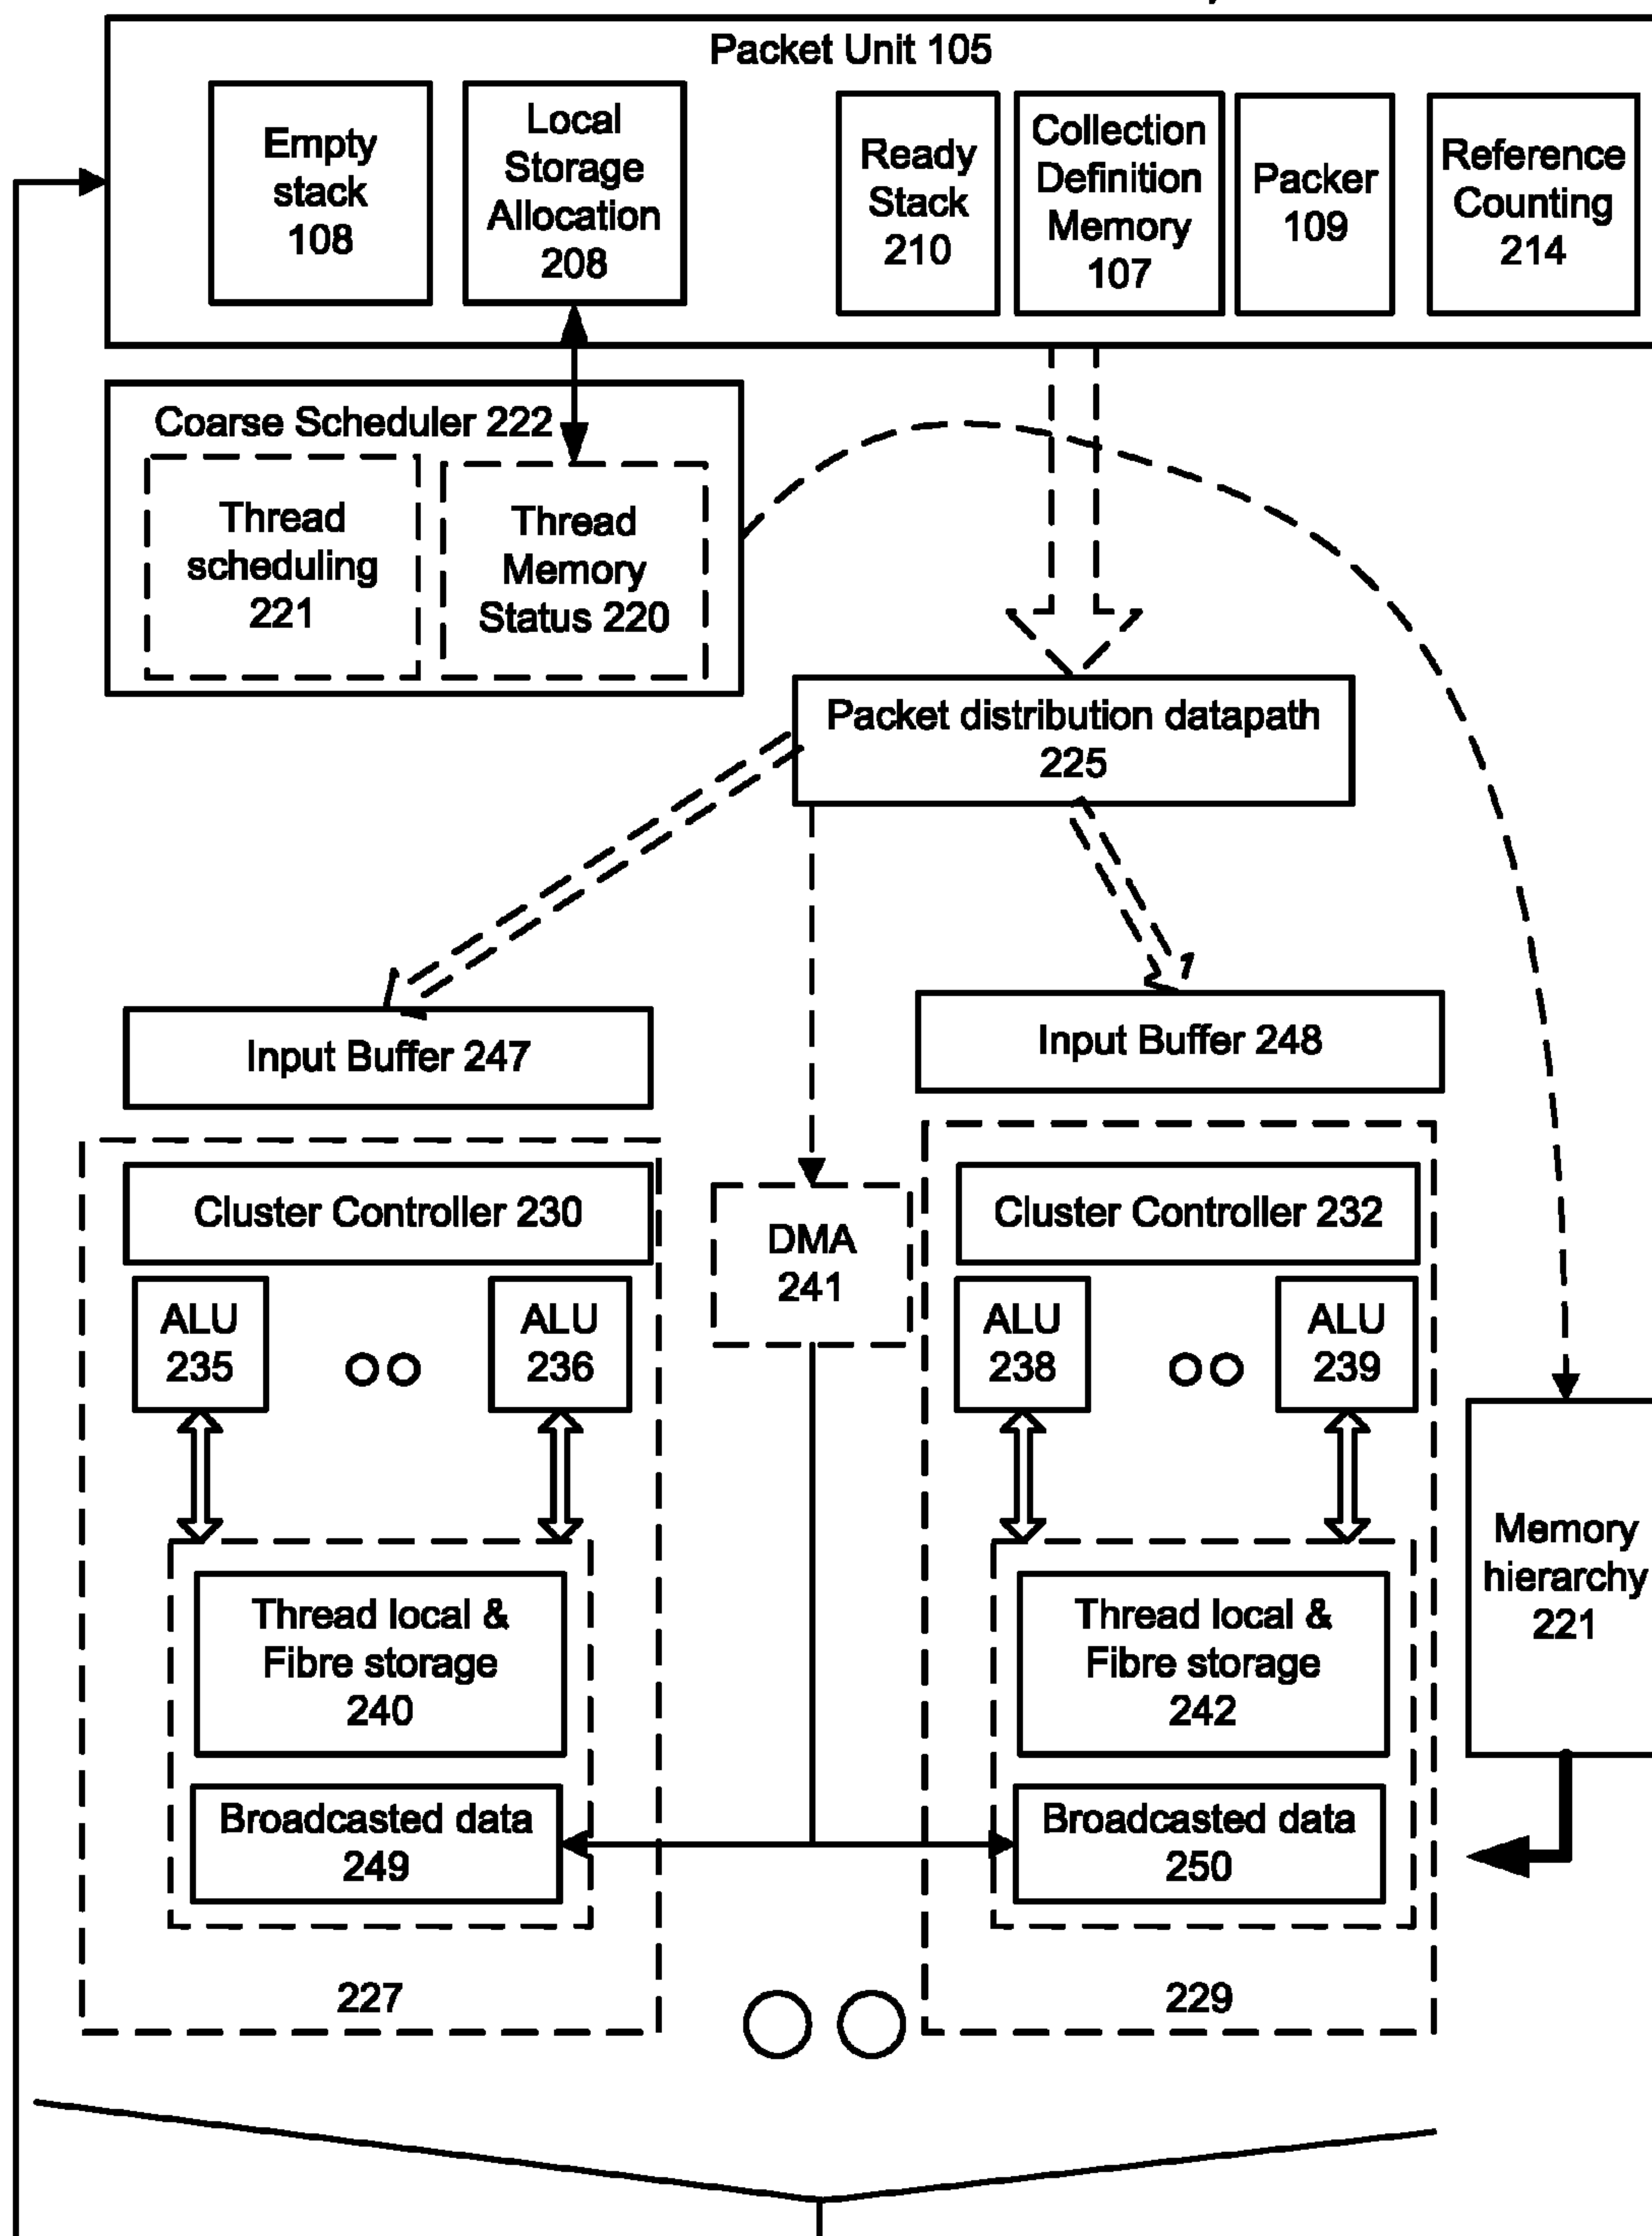 Packet Unit 105
Empty
stack
108
Local
Storage
Allocation
208
Ready
Stack
210
Collection
Definition
Memory
107
Packer
109
Reference
Counting
214
Coarse Scheduler 222
Thread
scheduling
221
Thread
Memory
Status 220
Packet distribution datapath
225
Input Buffer 247
Input Buffer 248
Cluster Controller 230
DMA
241
Cluster Controller 232
ALU
235
ALU
236
ALU
238
ALU
239
Thread local &
Fibre storage
240
Thread local &
Fibre storage
242
Memory
hierarchy
221
Broadcasted data
249
Broadcasted data
250
227
229